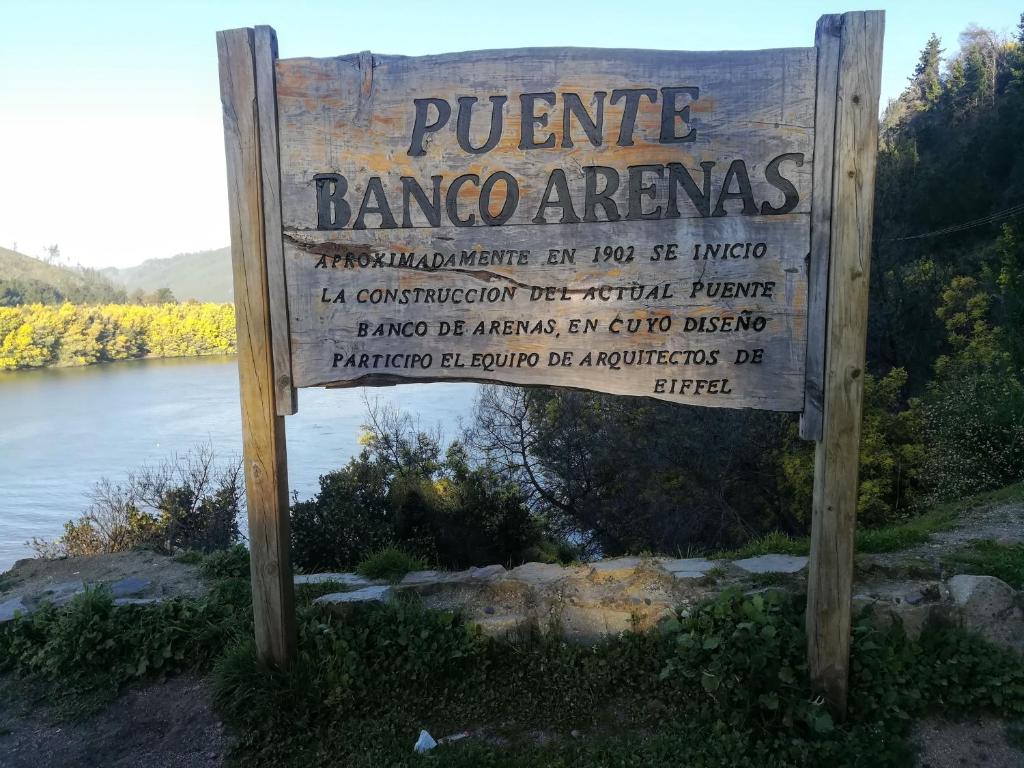 PUENTE
BANCO ARENAS
APROXIMADAMENTE EN 1902 SE INICIO
LA CONSTRUCCION DEL ACTUAL PUENTE
BANCO DE ARENAS, EN CUYO DISEÑO
PARTICIPO EL EQUIPO DE ARQUITECTOS DE
EIFFEL